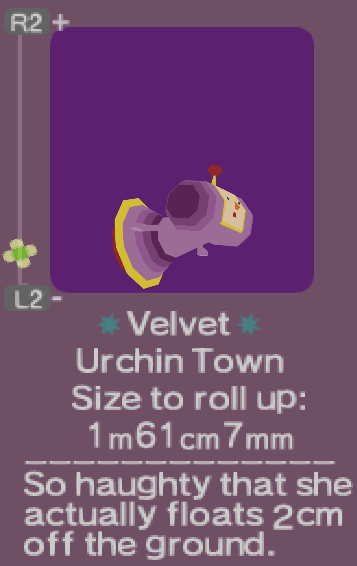 R2 +
L2 -
Velvet
Urchin Town
Size to roll up:
1m61cm7mm
So haughty that she
actually floats 2cm
off the ground.